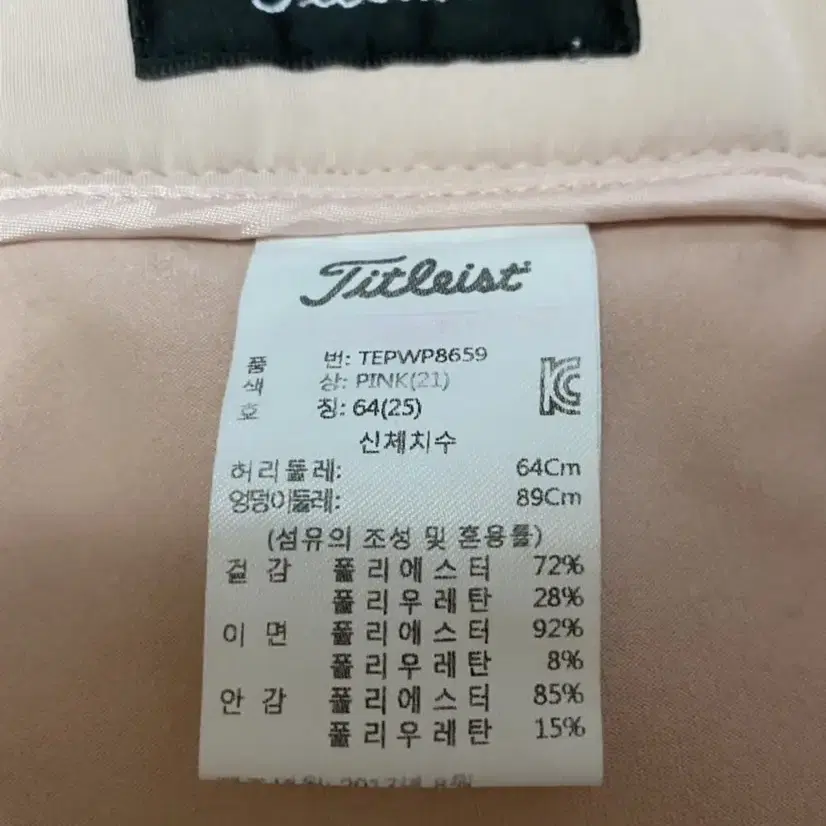 Titleist
품 번: TEPWP8659
색 상: PINK(21)
호 칭: 64(25)
신체치수
허리둘레: 64Cm
엉덩이둘레: 89Cm
(섬유의 조성 및 혼용률)
겉 감 폴리에스터 72%
폴리우레탄 28%
이 면 폴리에스터 92%
폴리우레탄 8%
안 감 폴리에스터 85%
폴리우레탄 15%